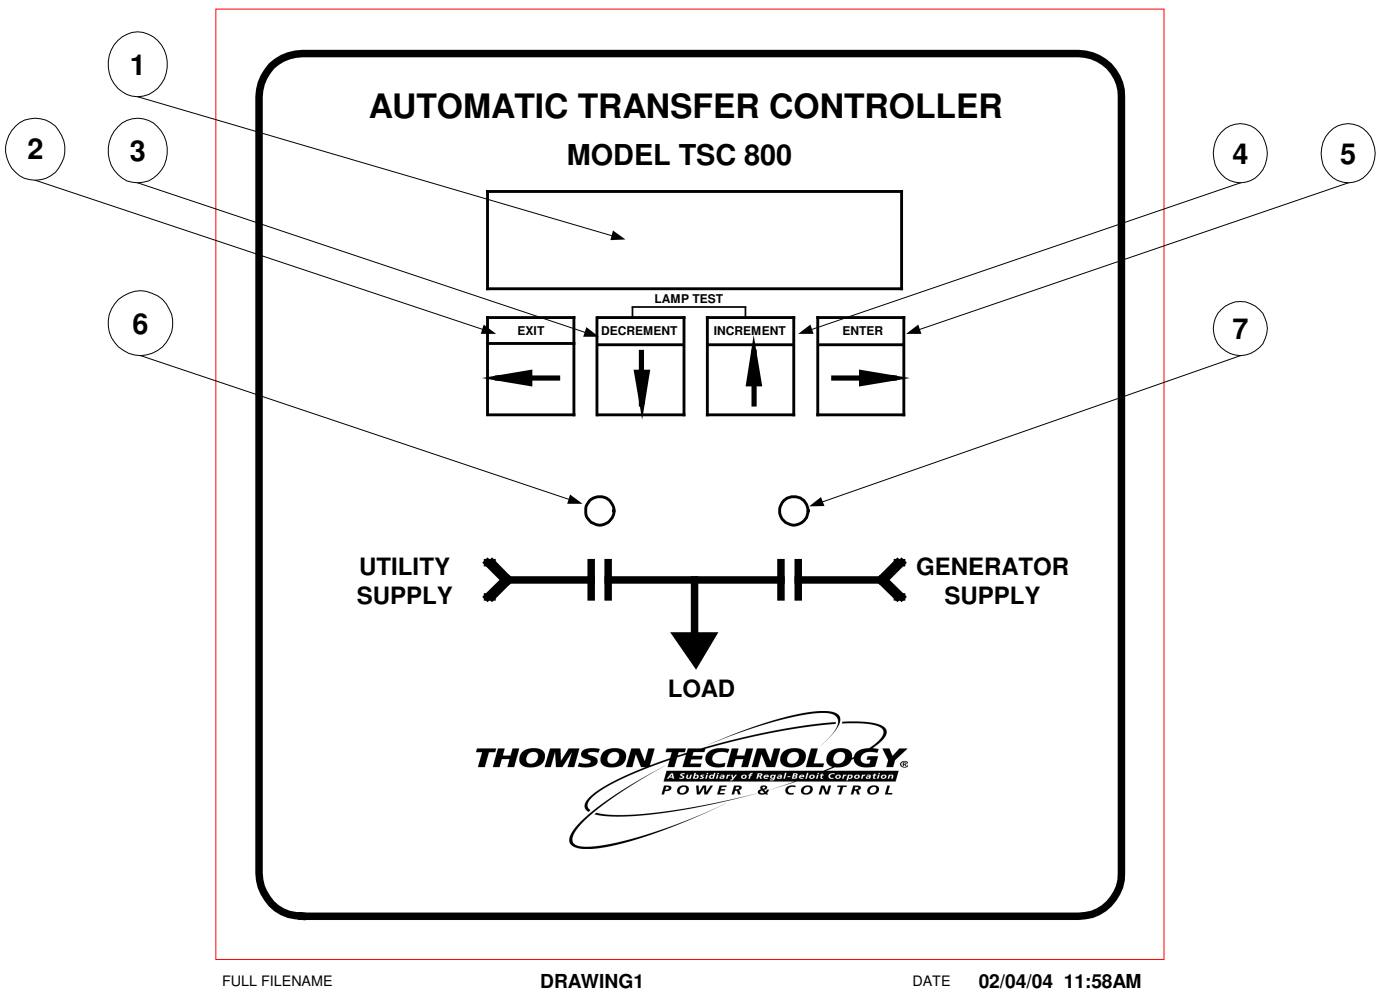 1
AUTOMATIC TRANSFER CONTROLLER
MODEL TSC 800
2
3
4
5
LAMP TEST
EXIT
DECREMENT
INCREMENT
ENTER
6
7
UTILITY
SUPPLY
GENERATOR
SUPPLY
LOAD
THOMSON TECHNOLOGY®
A Subsidiary of Regal-Beloit Corporation
POWER & CONTROL
FULL FILENAME DRAWING1 DATE 02/04/04 11:58AM